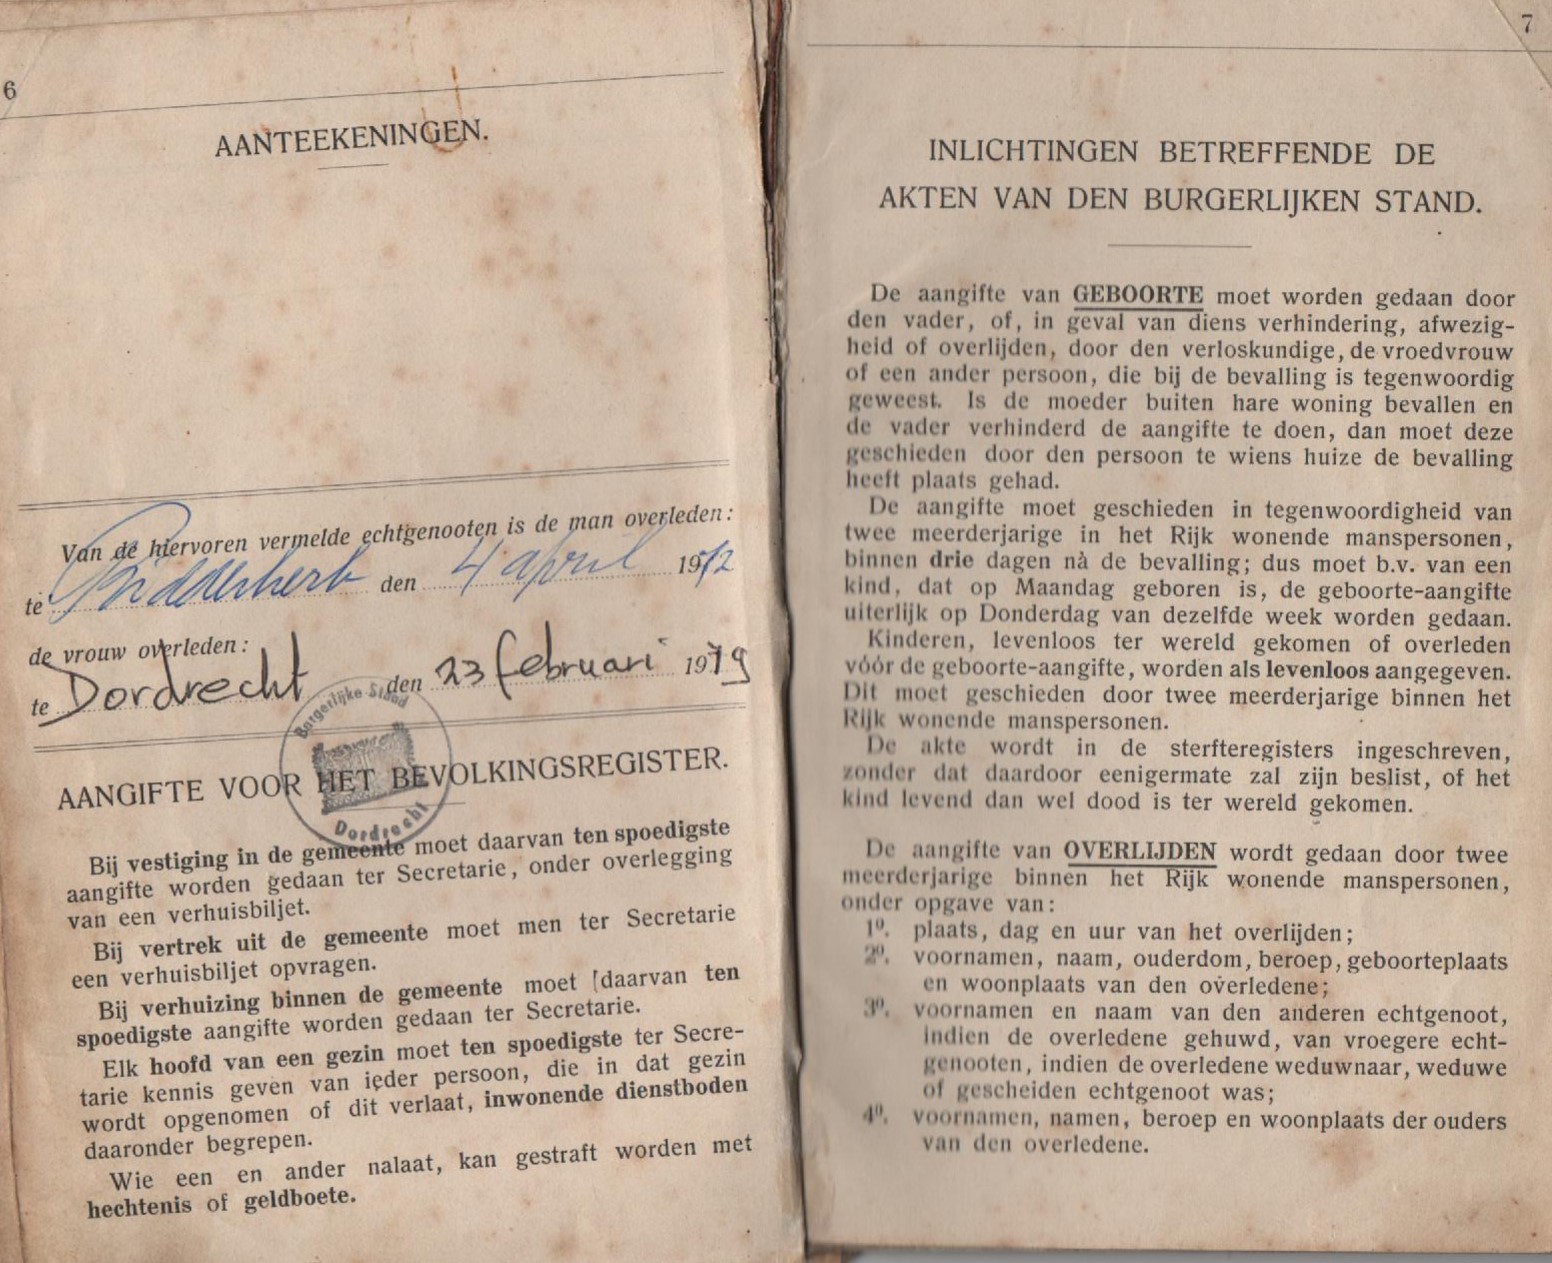 6
AANTEEKENINGEN.
Van de hiervoren vermelde echtgenooten is de man overleden:
te Ridderkerk den 4 april 1972
de vrouw overleden:
te Dordrecht den 23 februari 1979
Burgerlijke Stand
Dordrecht
AANGIFTE VOOR HET BEVOLKINGSREGISTER.
Bij vestiging in de gemeente moet daarvan ten spoedigste
aangifte worden gedaan ter Secretarie, onder overlegging
van een verhuisbiljet.
Bij vertrek uit de gemeente moet men ter Secretarie
een verhuisbiljet opvragen.
Bij verhuizing binnen de gemeente moet daarvan ten
spoedigste aangifte worden gedaan ter Secretarie.
Elk hoofd van een gezin moet ten spoedigste ter Secre-
tarie kennis geven van ieder persoon, die in dat gezin
wordt opgenomen of dit verlaat, inwonende dienstboden
daaronder begrepen.
Wie een en ander nalaat, kan gestraft worden met
hechtenis of geldboete.
7
INLICHTINGEN BETREFFENDE DE
AKTEN VAN DEN BURGERLIJKEN STAND.
De aangifte van GEBOORTE moet worden gedaan door
den vader, of, in geval van diens verhindering, afwezig-
heid of overlijden, door den verloskundige, de vroedvrouw
of een ander persoon, die bij de bevalling is tegenwoordig
geweest. Is de moeder buiten hare woning bevallen en
de vader verhinderd de aangifte te doen, dan moet deze
geschieden door den persoon te wiens huize de bevalling
heeft plaats gehad.
De aangifte moet geschieden in tegenwoordigheid van
twee meerderjarige in het Rijk wonende manspersonen,
binnen drie dagen nà de bevalling; dus moet b.v. van een
kind, dat op Maandag geboren is, de geboorte-aangifte
uiterlijk op Donderdag van dezelfde week worden gedaan.
Kinderen, levenloos ter wereld gekomen of overleden
vóór de geboorte-aangifte, worden als levenloos aangegeven.
Dit moet geschieden door twee meerderjarige binnen het
Rijk wonende manspersonen.
De akte wordt in de sterfteregisters ingeschreven,
zonder dat daardoor eenigermate zal zijn beslist, of het
kind levend dan wel dood is ter wereld gekomen.
De aangifte van OVERLIJDEN wordt gedaan door twee
meerderjarige binnen het Rijk wonende manspersonen,
onder opgave van:
1º. plaats, dag en uur van het overlijden;
2º. voornamen, naam, ouderdom, beroep, geboorteplaats
en woonplaats van den overledene;
3º. voornamen en naam van den anderen echtgenoot,
indien de overledene gehuwd, van vroegere echt-
genooten, indien de overledene weduwnaar, weduwe
of gescheiden echtgenoot was;
4º. voornamen, namen, beroep en woonplaats der ouders
van den overledene.